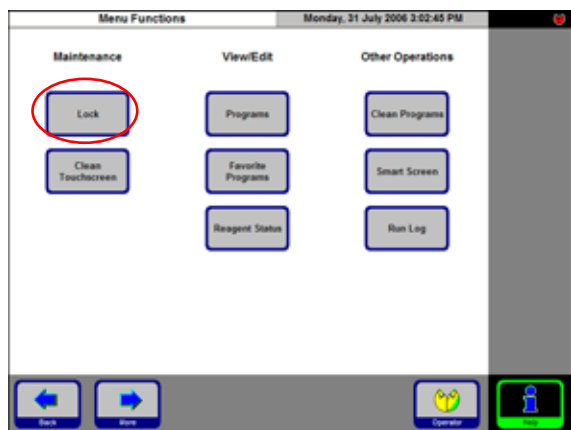 Menu Functions
Monday, 31 July 2006 3:02:45 PM
Maintenance
View/Edit
Other Operations
Lock
Programs
Clean Programs
Clean
Touchscreen
Favorite
Programs
Smart Screen
Reagent Status
Run Log
Back
More
Operator
Help